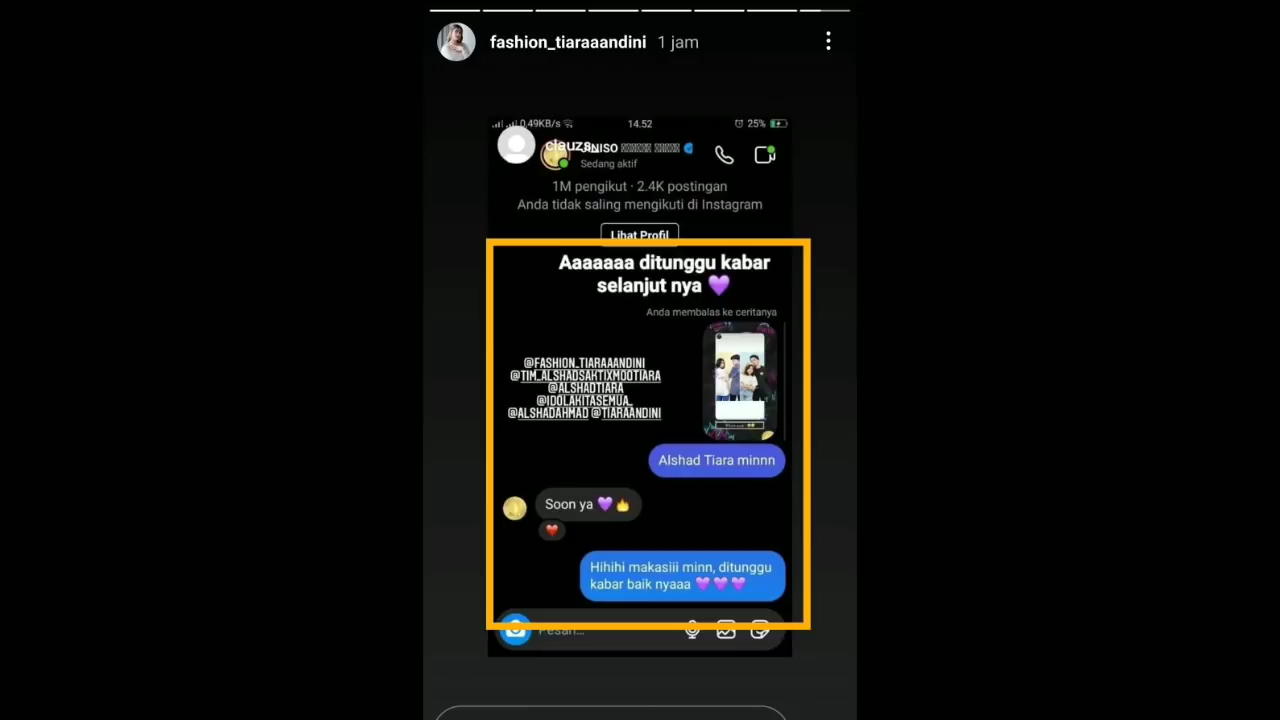 fashion_tiaraaandini 1 jam
0,49KB/s 14.52 25%
clauzs_
Sedang aktif
1M pengikut · 2.4K postingan
Anda tidak saling mengikuti di Instagram
Lihat Profil
Aaaaaaa ditunggu kabar
selanjut nya 💜
Anda membalas ke ceritanya
@FASHION_TIARAAANDINI
@TIM_ALSHADSAKTIXMOOTIARA
@ALSHADTIARA
@IDOLAKITASEMUA_
@ALSHADAHMAD @TIARAANDINI
Alshad Tiara minnn
Soon ya 💜🔥
❤️
Hihihi makasiii minn, ditunggu
kabar baik nyaaa 💜💜💜
Pesan...